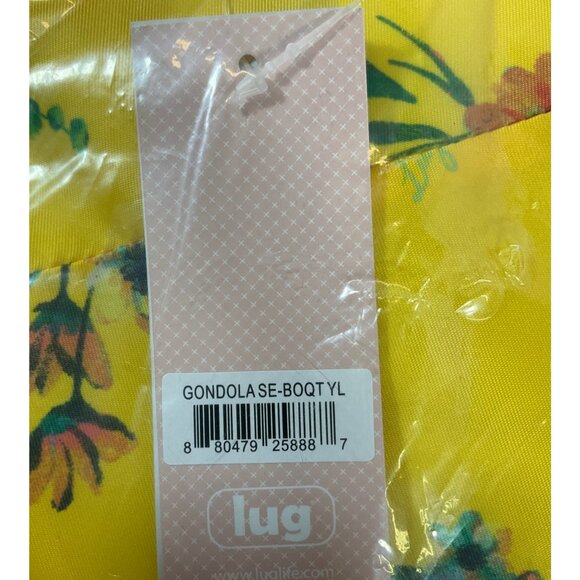 GONDOLA SE-BOQT YL
8 80479 25888 7
lug
www.luglife.com